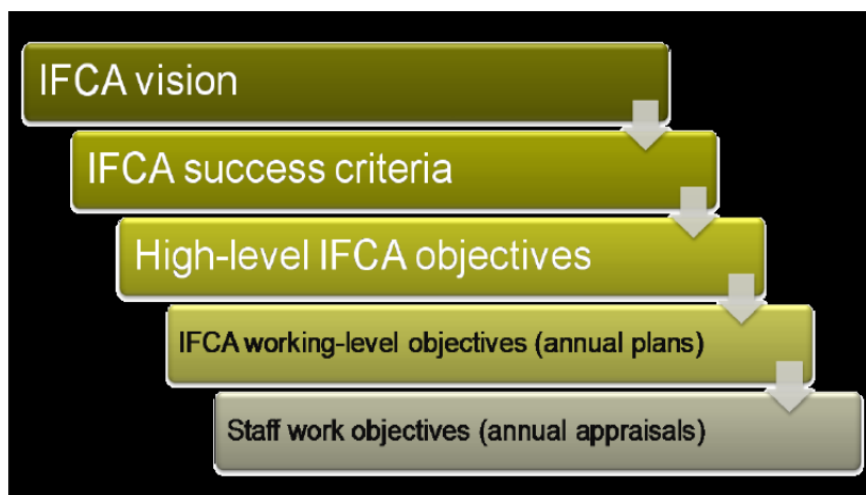 IFCA vision
IFCA success criteria
High-level IFCA objectives
IFCA working-level objectives (annual plans)
Staff work objectives (annual appraisals)